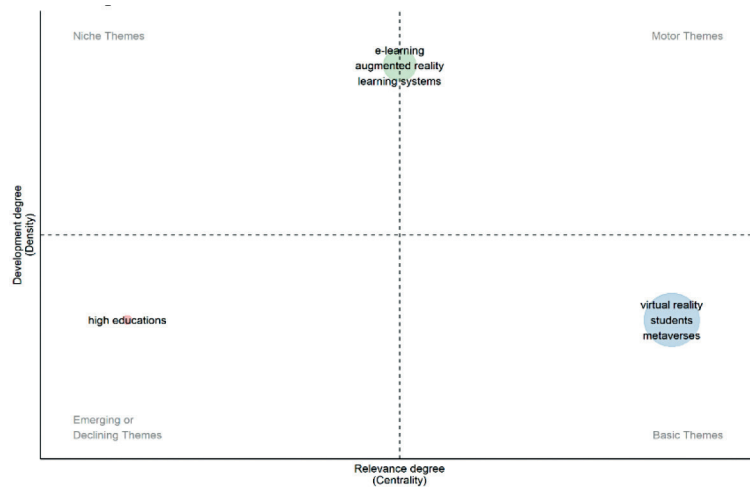 Niche Themes
Motor Themes
e-learning
augmented reality
learning systems
Development degree
(Density)
high educations
virtual reality
students
metaverses
Emerging or
Declining Themes
Basic Themes
Relevance degree
(Centrality)